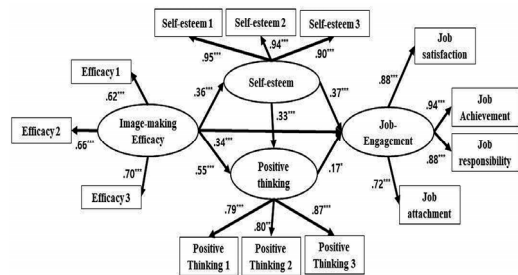 Self-esteem 1
Self-esteem 2
Self-esteem 3
.95***
.94***
.90***
Job
satisfaction
Efficacy 1
Self-esteem
.88***
.62***
.36***
.37***
Job
Achievement
.94***
.33***
Efficacy 2
.66***
Image-making
Efficacy
.34***
Job-
Engagement
.88***
Job
responsibility
.55***
Positive
thinking
.17*
.70***
.72***
Efficacy 3
Job
attachment
.79***
.80**
.87***
Positive
Thinking 1
Positive
Thinking 2
Positive
Thinking 3